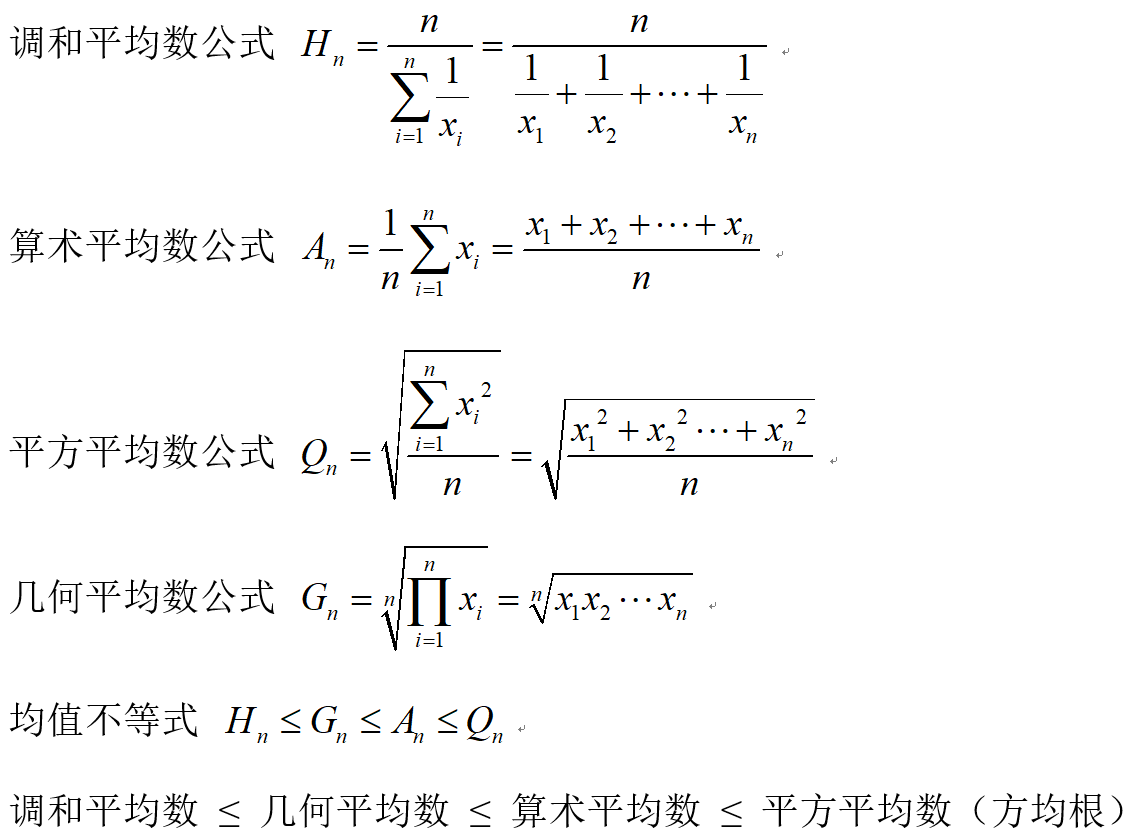 调和平均数公式 $H_n = \frac{n}{\sum_{i=1}^{n} \frac{1}{x_i}} = \frac{n}{\frac{1}{x_1} + \frac{1}{x_2} + \cdots + \frac{1}{x_n}}$
算术平均数公式 $A_n = \frac{1}{n} \sum_{i=1}^{n} x_i = \frac{x_1 + x_2 + \cdots + x_n}{n}$
平方平均数公式 $Q_n = \sqrt{\frac{\sum_{i=1}^{n} x_i^2}{n}} = \sqrt{\frac{x_1^2 + x_2^2 \cdots + x_n^2}{n}}$
几何平均数公式 $G_n = \sqrt[n]{\prod_{i=1}^{n} x_i} = \sqrt[n]{x_1 x_2 \cdots x_n}$
均值不等式 $H_n \leq G_n \leq A_n \leq Q_n$
调和平均数 ≤ 几何平均数 ≤ 算术平均数 ≤ 平方平均数（方均根）